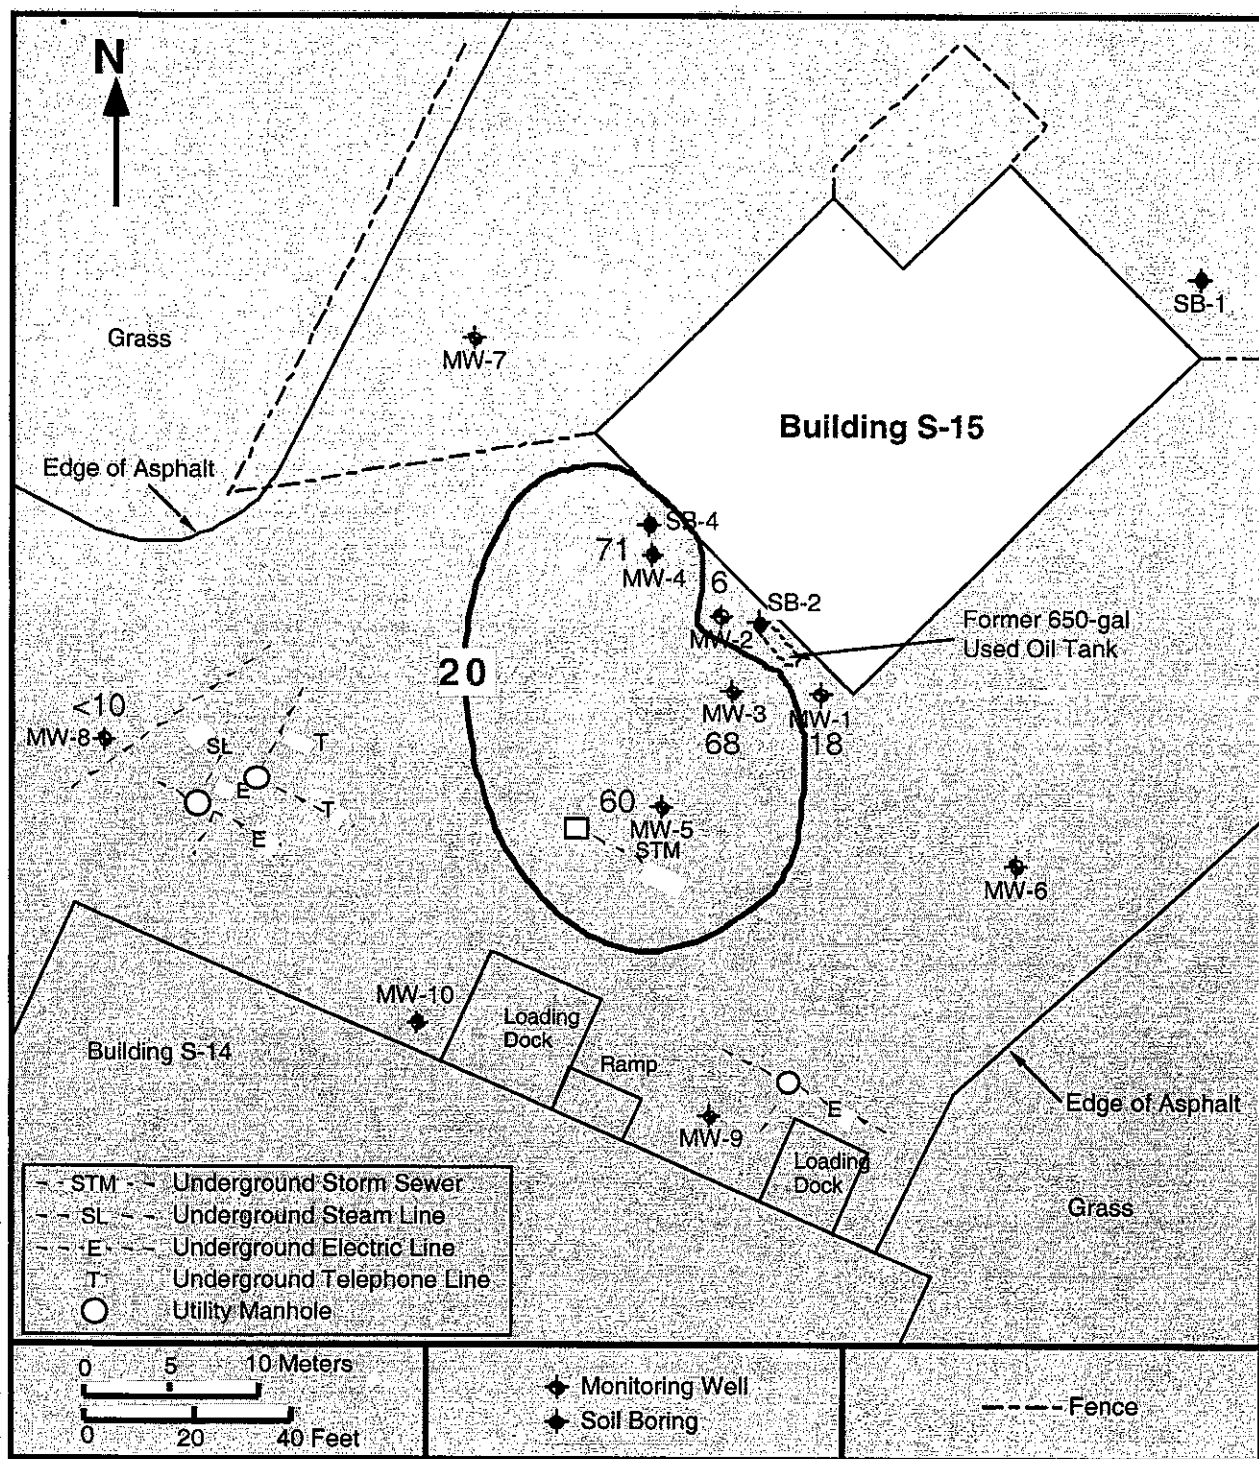 N
Grass
MW-7
SB-1
Building S-15
Edge of Asphalt
SB-4
71
MW-4
6
SB-2
MW-2
Former 650-gal
Used Oil Tank
20
MW-3
MW-1
68
18
<10
MW-8
SL
T
E
T
E
60
MW-5
STM
MW-6
MW-10
Loading
Dock
Building S-14
Ramp
Edge of Asphalt
E
MW-9
Loading
Dock
Grass
STM Underground Storm Sewer
SL Underground Steam Line
E Underground Electric Line
T Underground Telephone Line
Utility Manhole
0 5 10 Meters
0 20 40 Feet
Monitoring Well
Soil Boring
Fence